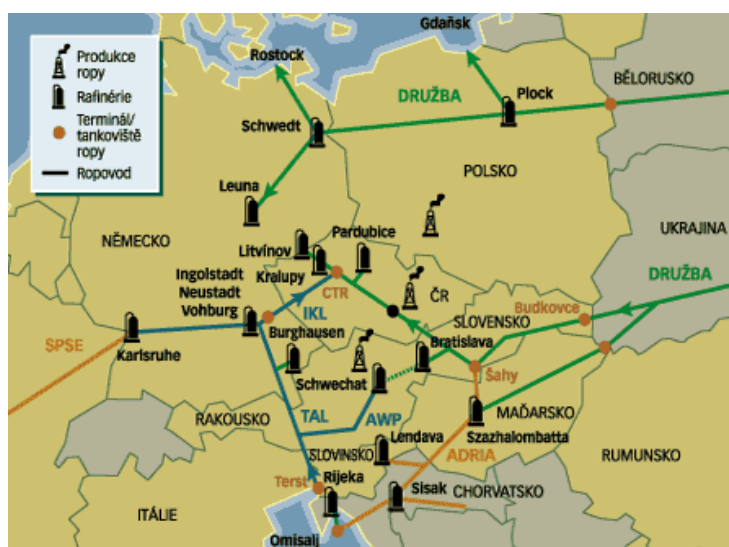 Produkce
ropy
Rafinérie
Terminál/
tankoviště
ropy
Ropovod
Gdaňsk
Rostock
BĚLORUSKO
DRUŽBA
Plock
Schwedt
POLSKO
Leuna
UKRAJINA
Pardubice
NĚMECKO
Litvínov
Ingolstadt
Kralupy
DRUŽBA
Neustadt
CTR
ČR
Vohburg
IKL
Budkovce
SLOVENSKO
Burghausen
SPSE
Bratislava
Karlsruhe
Schwechat
Šahy
RAKOUSKO
TAL
AWP
MAĎARSKO
Lendava
Szazhalombatta
SLOVINSKO
ADRIA
RUMUNSKO
Terst
Rijeka
Sisak
CHORVATSKO
ITÁLIE
Omisalj